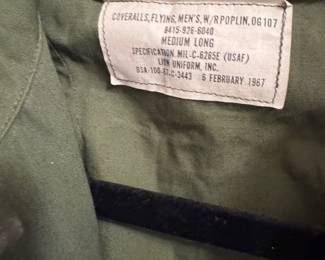 COVERALLS, FLYING, MEN'S, W/R POPLIN, OG 107
8415-926-6040
MEDIUM LONG
SPECIFICATION MIL-C-6265E (USAF)
LION UNIFORM, INC.
DSA-100-67-C-3443 6 FEBRUARY 1967